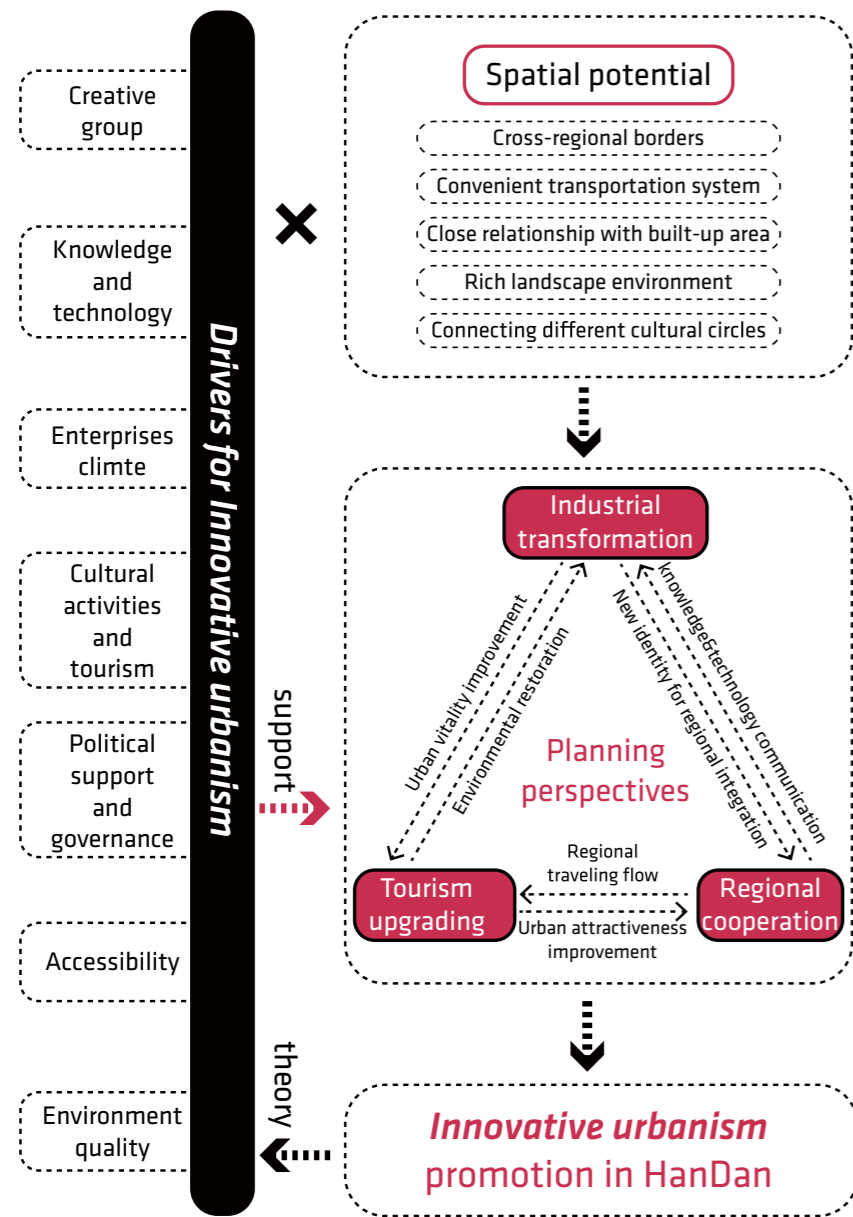 Creative
group
Knowledge
and
technology
Enterprises
climte
Cultural
activities
and
tourism
Political
support
and
governance
Accessibility
Environment
quality
Drivers for Innovative urbanism
Spatial potential
Cross-regional borders
Convenient transportation system
Close relationship with built-up area
Rich landscape environment
Connecting different cultural circles
support
Industrial
transformation
Urban vitality improvement
Environmental restoration
New identity for regional integration
knowledge&technology communication
Planning
perspectives
Tourism
upgrading
Regional
traveling flow
Urban attractiveness
improvement
Regional
cooperation
theory
Innovative urbanism
promotion in HanDan